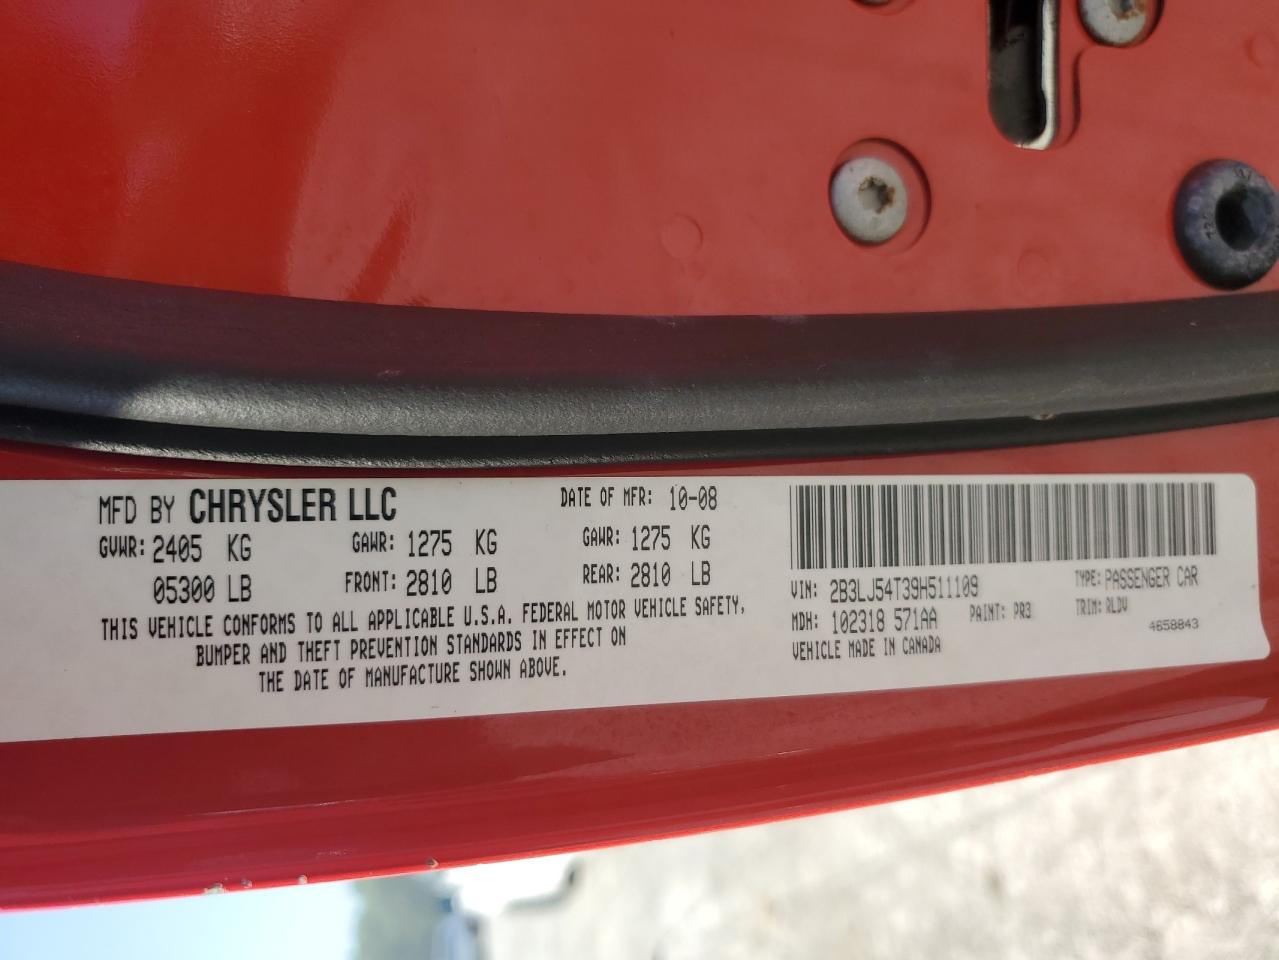 MFD BY CHRYSLER LLC DATE OF MFR: 10-08
GVWR: 2405 KG GAWR: 1275 KG GAWR: 1275 KG
05300 LB FRONT: 2810 LB REAR: 2810 LB
THIS VEHICLE CONFORMS TO ALL APPLICABLE U.S.A. FEDERAL MOTOR VEHICLE SAFETY,
BUMPER AND THEFT PREVENTION STANDARDS IN EFFECT ON
THE DATE OF MANUFACTURE SHOWN ABOVE.
VIN: 2B3LJ54T39H511109 TYPE: PASSENGER CAR
MDH: 102318 571AA PAINT: PR3 TRIM: RLDV
VEHICLE MADE IN CANADA 4658843